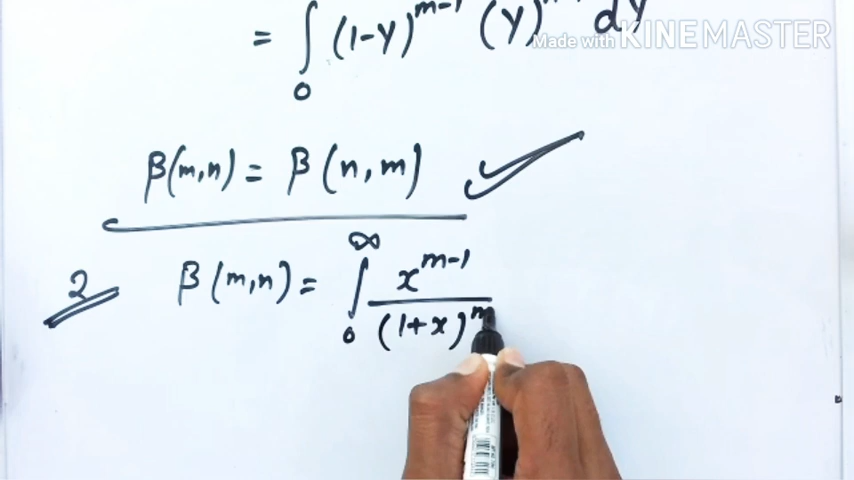 = ∫₀ (1-y)^{m-1} (y) dy
Made with KINEMASTER
β(m,n) = β(n,m)
2 β(m,n) = ∫₀^∞ x^{m-1} / (1+x)^m